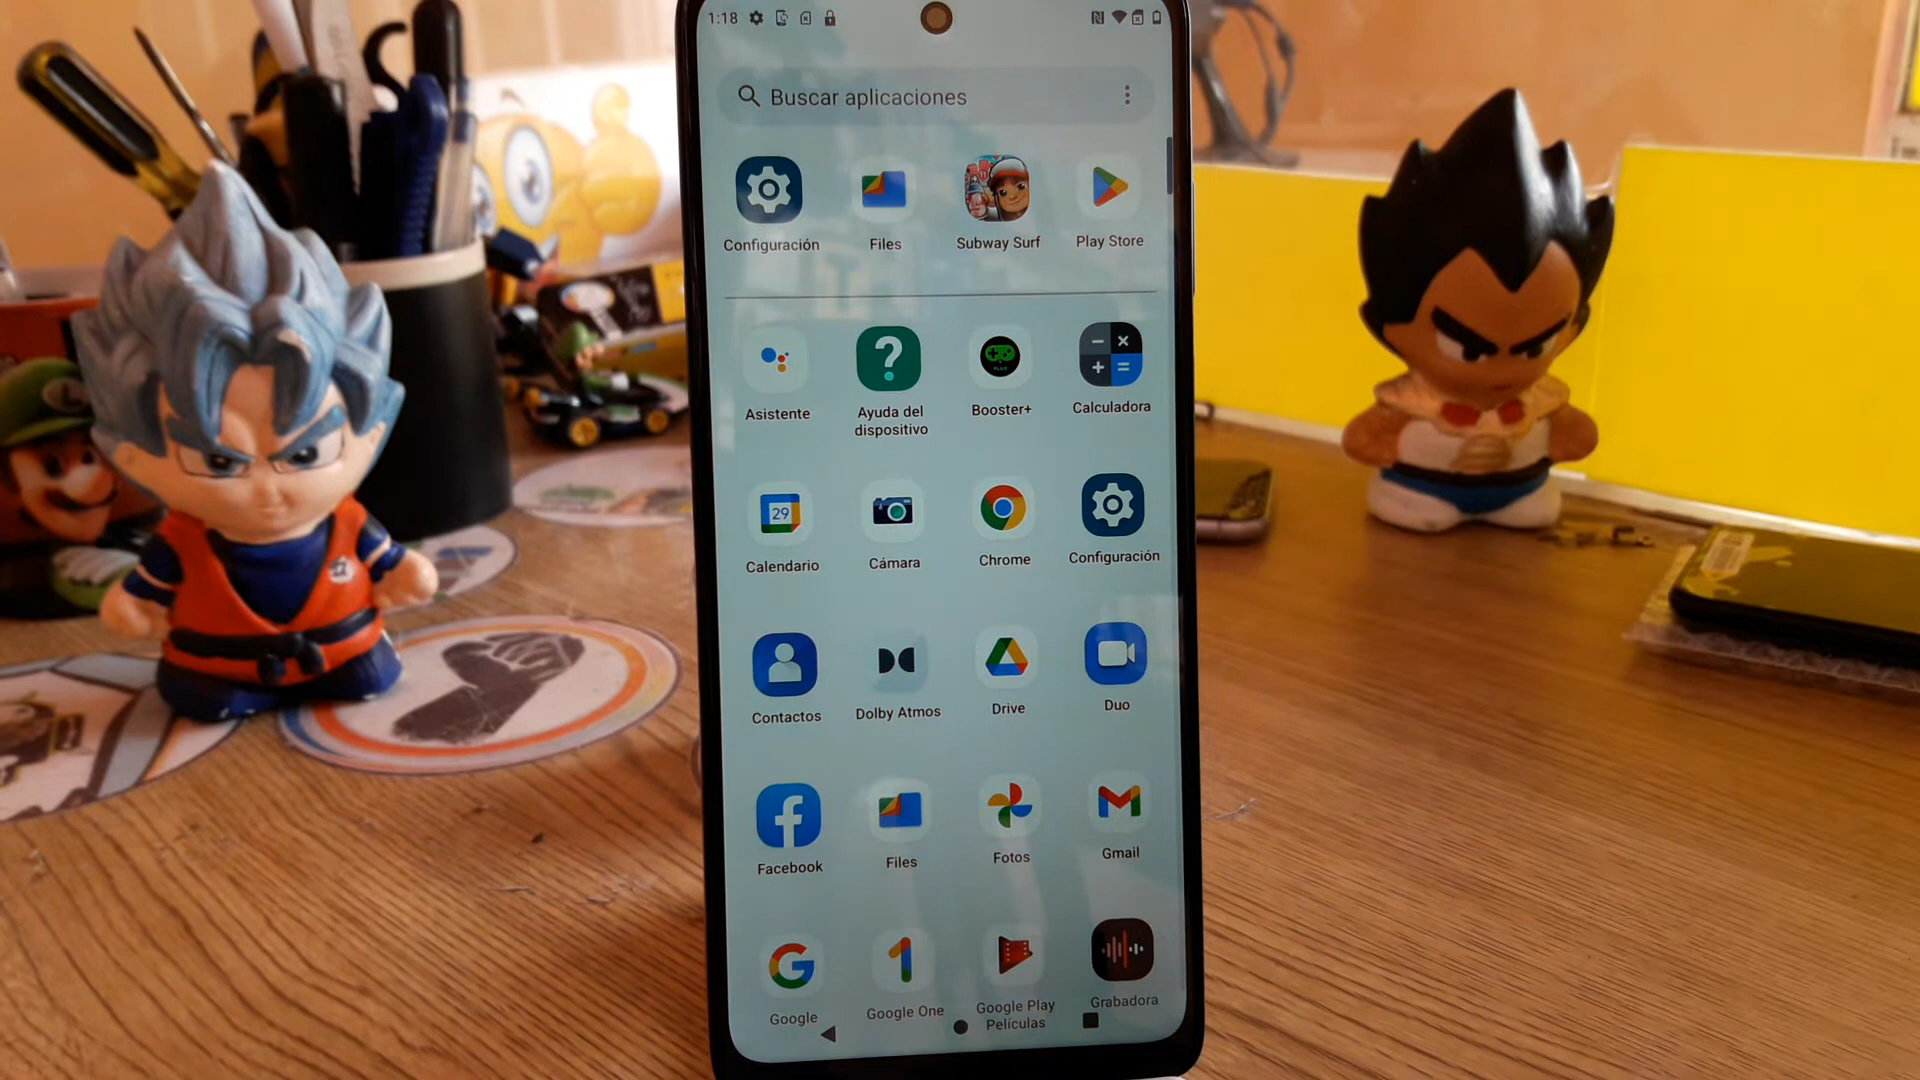 1:18
Buscar aplicaciones
Configuración
Files
Subway Surf
Play Store
Asistente
Ayuda del
dispositivo
Booster+
Calculadora
29
Calendario
Cámara
Chrome
Configuración
Contactos
Dolby Atmos
Drive
Duo
Facebook
Files
Fotos
Gmail
Google
Google One
Google Play
Películas
Grabadora